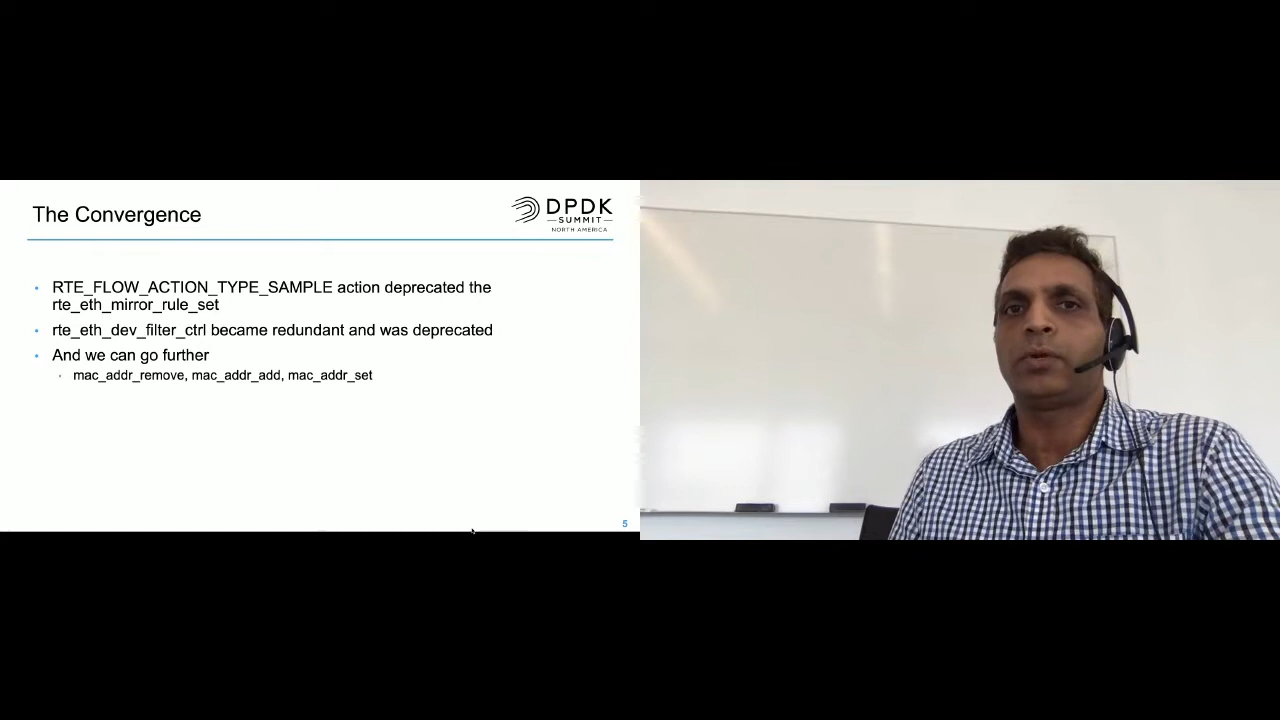 The Convergence
DPDK
SUMMIT
NORTH AMERICA
RTE_FLOW_ACTION_TYPE_SAMPLE action deprecated the
rte_eth_mirror_rule_set
rte_eth_dev_filter_ctrl became redundant and was deprecated
And we can go further
mac_addr_remove, mac_addr_add, mac_addr_set
5